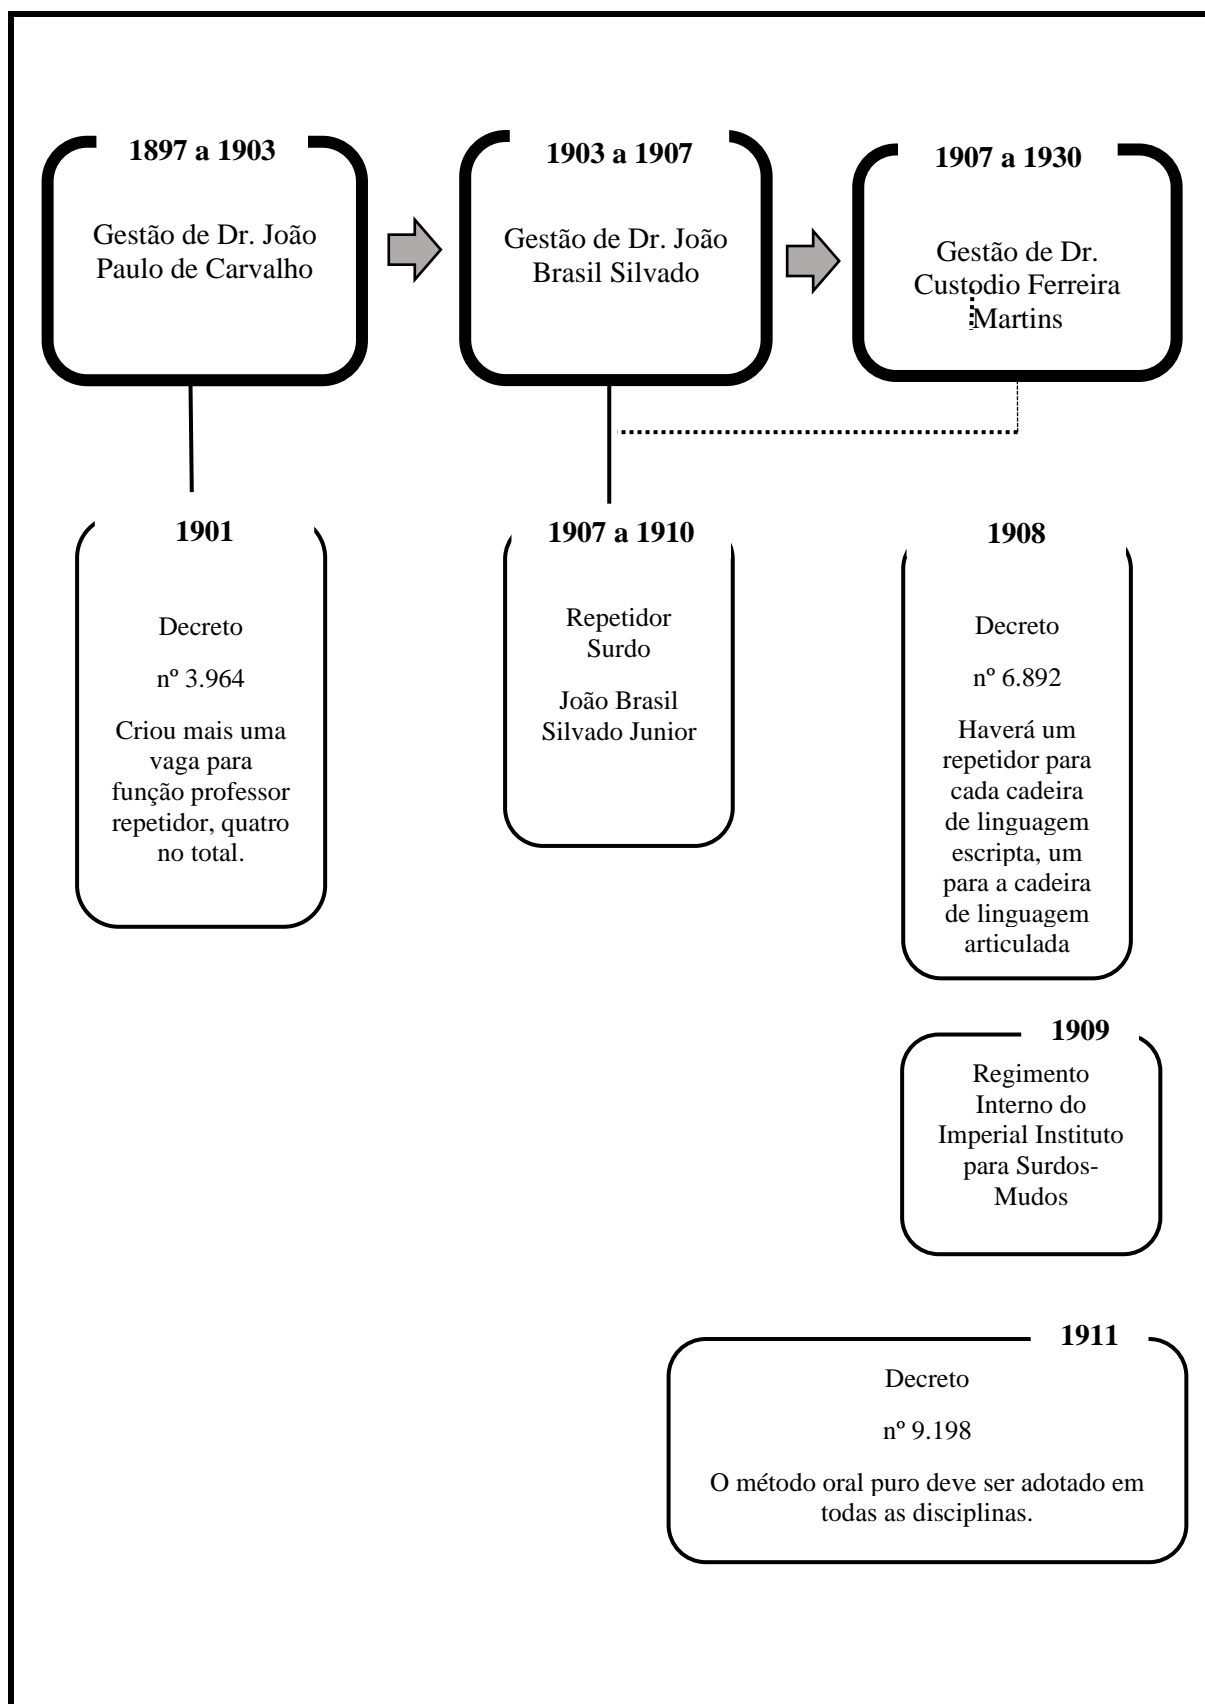 1897 a 1903
Gestão de Dr. João
Paulo de Carvalho
1903 a 1907
Gestão de Dr. João
Brasil Silvado
1907 a 1930
Gestão de Dr.
Custodio Ferreira
Martins
1901
Decreto
nº 3.964
Criou mais uma
vaga para
função professor
repetidor, quatro
no total.
1907 a 1910
Repetidor
Surdo
João Brasil
Silvado Junior
1908
Decreto
nº 6.892
Haverá um
repetidor para
cada cadeira
de linguagem
escripta, um
para a cadeira
de linguagem
articulada
1909
Regimento
Interno do
Imperial Instituto
para Surdos-
Mudos
1911
Decreto
nº 9.198
O método oral puro deve ser adotado em
todas as disciplinas.